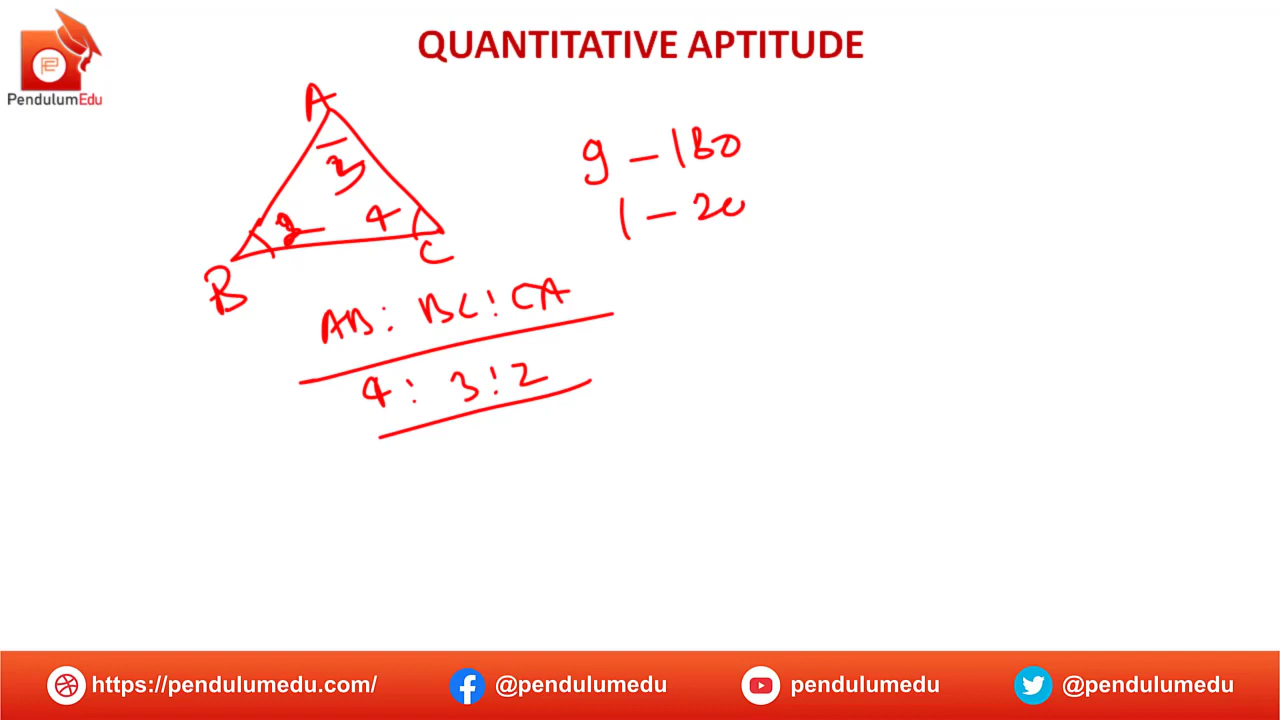 QUANTITATIVE APTITUDE
PendulumEdu
A
3
9 - 180
1 - 20
2
4
B
C
AB : BC : CA
4 : 3 : 2
https://pendulumedu.com/
@pendulumedu
pendulumedu
@pendulumedu